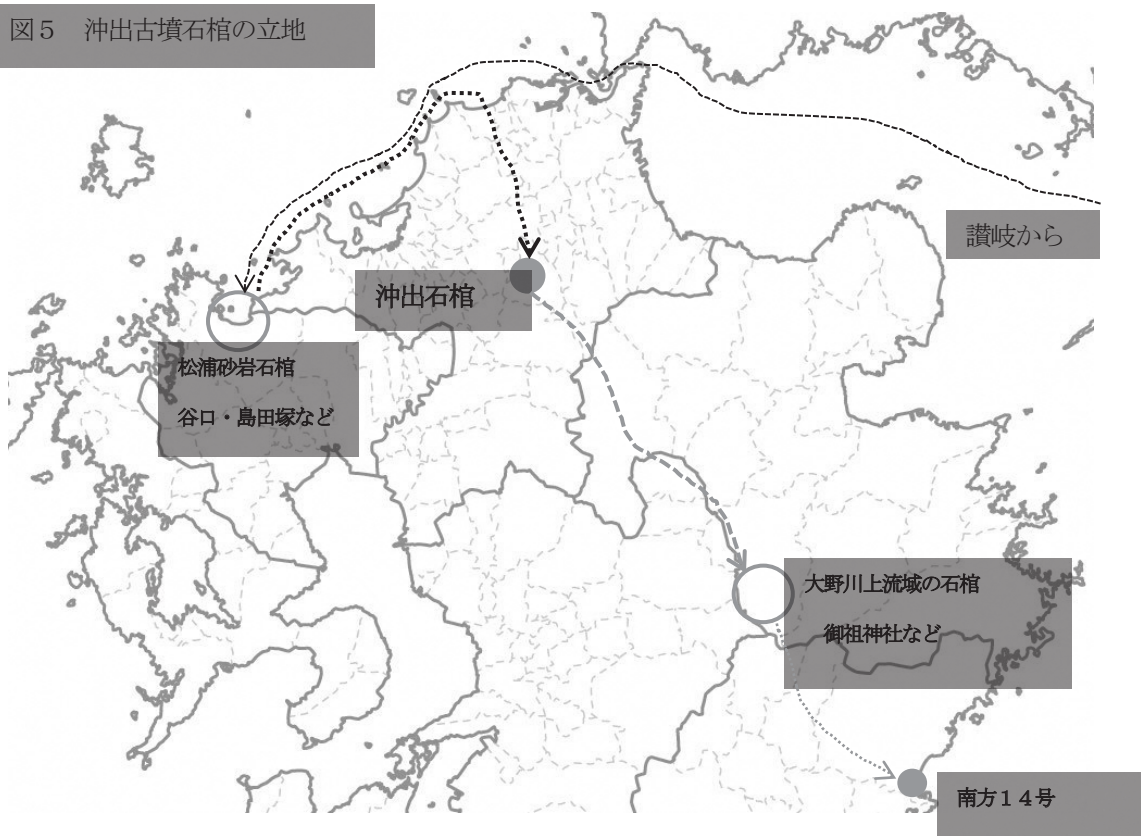 図５　沖出古墳石棺の立地
讃岐から
沖出石棺
松浦砂岩石棺
谷口・島田塚など
大野川上流域の石棺
御祖神社など
南方１４号